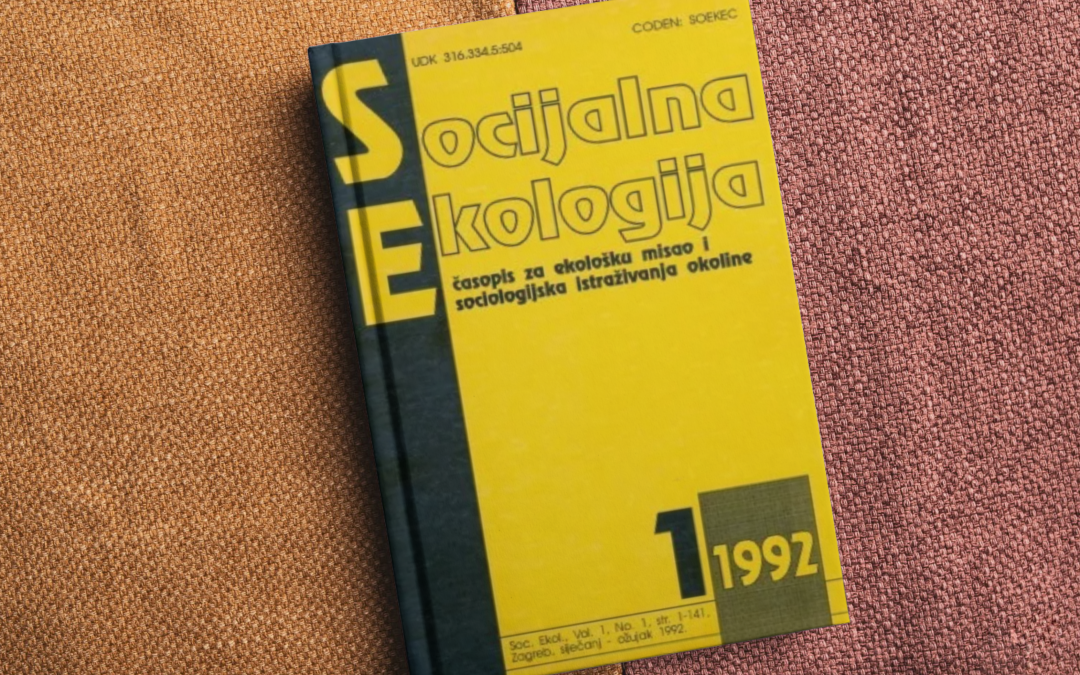 UDK 316.334.5:504
CODEN: SOEKEC
Socijalna
Ekologija
časopis za ekološku misao i
sociologijska istraživanja okoline
1 1992
Soc. Ekol., Vol. 1, No. 1, str. 1-141,
Zagreb, siječanj - ožujak 1992.